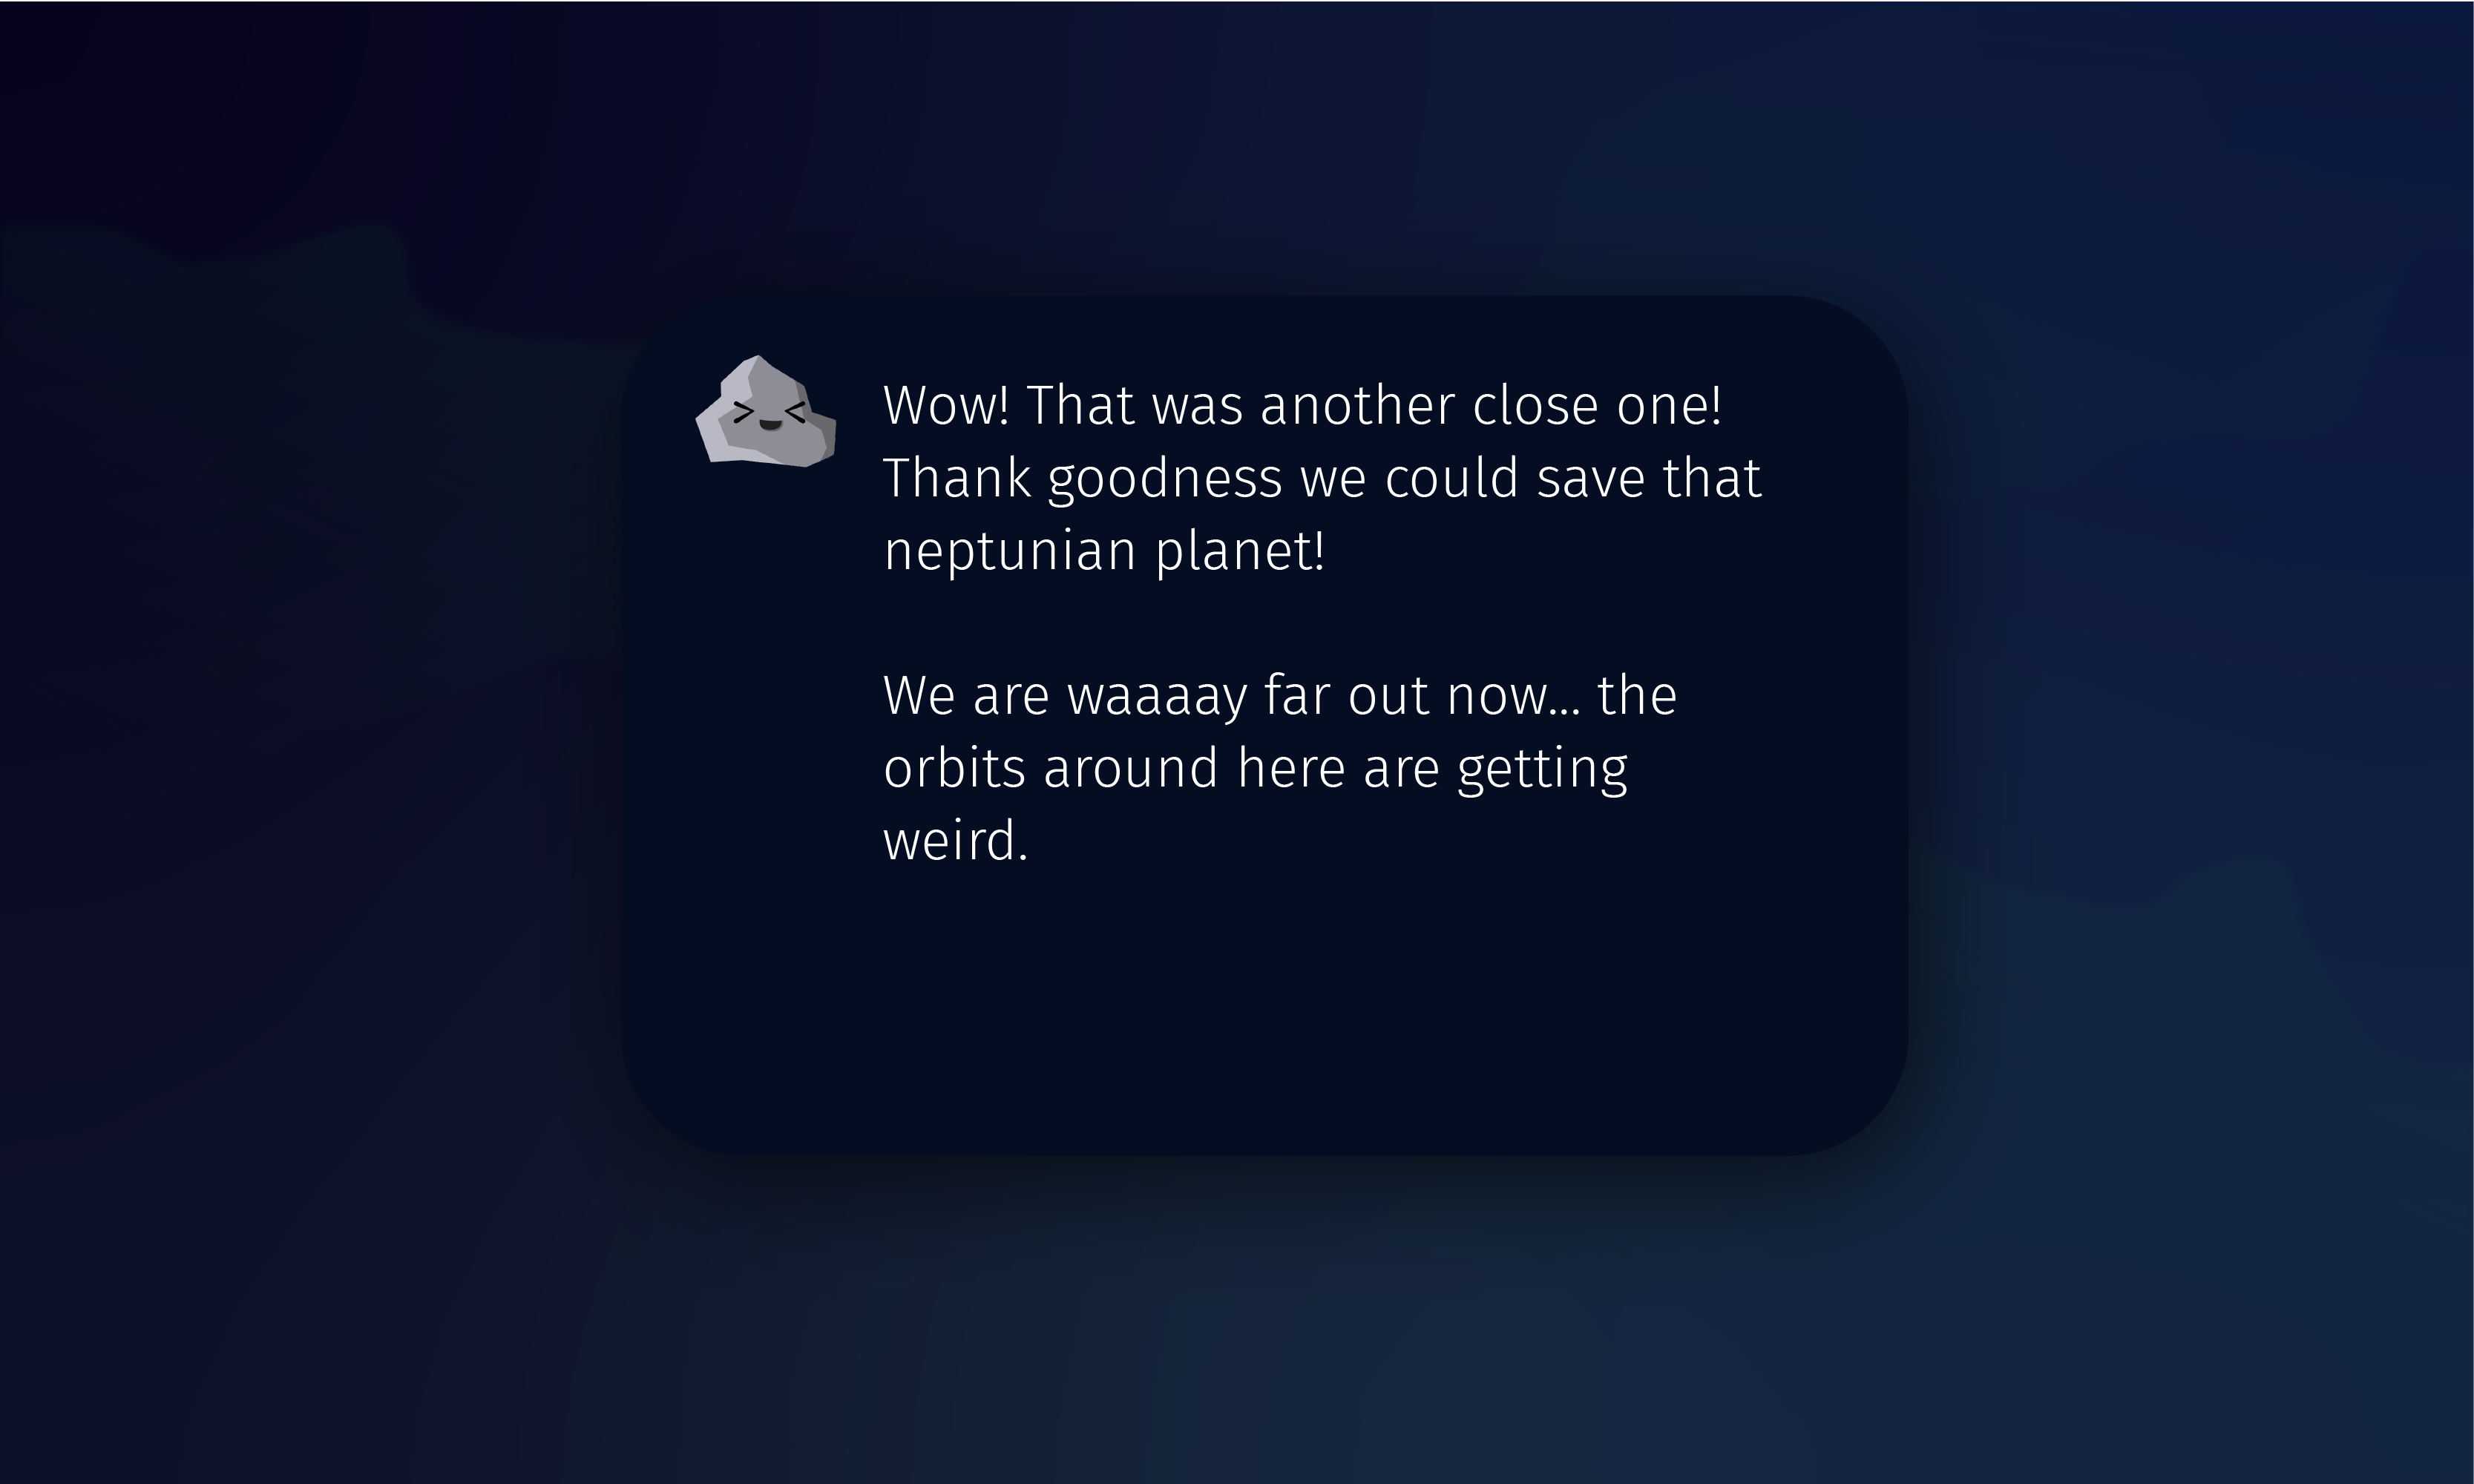 Wow! That was another close one!
Thank goodness we could save that
neptunian planet!
We are waaaay far out now... the
orbits around here are getting
weird.